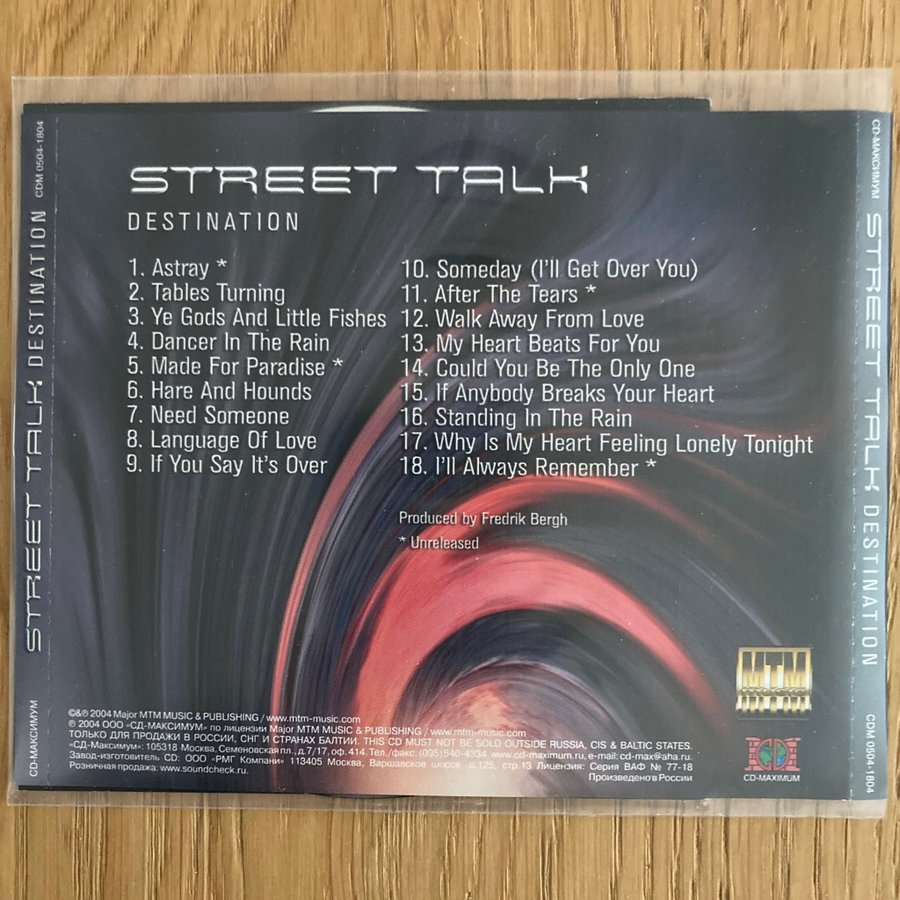 STREET TALK
DESTINATION
1. Astray *
2. Tables Turning
3. Ye Gods And Little Fishes
4. Dancer In The Rain
5. Made For Paradise *
6. Hare And Hounds
7. Need Someone
8. Language Of Love
9. If You Say It's Over
10. Someday (I'll Get Over You)
11. After The Tears *
12. Walk Away From Love
13. My Heart Beats For You
14. Could You Be The Only One
15. If Anybody Breaks Your Heart
16. Standing In The Rain
17. Why Is My Heart Feeling Lonely Tonight
18. I'll Always Remember *
Produced by Fredrik Bergh
* Unreleased
©&℗ 2004 Major MTM MUSIC & PUBLISHING / www.mtm-music.com
℗ 2004 ООО «СД-МАКСИМУМ» по лицензии Major MTM MUSIC & PUBLISHING / www.mtm-music.com
ТОЛЬКО ДЛЯ ПРОДАЖИ В РОССИИ, СНГ И СТРАНАХ БАЛТИИ. THIS CD MUST NOT BE SOLD OUTSIDE RUSSIA, CIS & BALTIC STATES.
«СД-Максимум»: 105318 Москва, Семеновская пл., д.7/17, оф.414. Тел./факс: (095) 540-4334, www.cd-maximum.ru, e-mail: cd-max@aha.ru.
Завод-изготовитель CD: ООО «РМГ Компани» 113405 Москва, Варшавское шоссе, д.125, стр.13 Лицензия: Серия ВАФ № 77-18
Розничная продажа: www.soundcheck.ru.
Произведено в России
MTM
CD-MAXIMUM
CD-МАКСИМУМ
STREET TALK DESTINATION
CDM 0504-1804
CD-МАКСИМУМ
STREET TALK DESTINATION
CDM 0504-1804